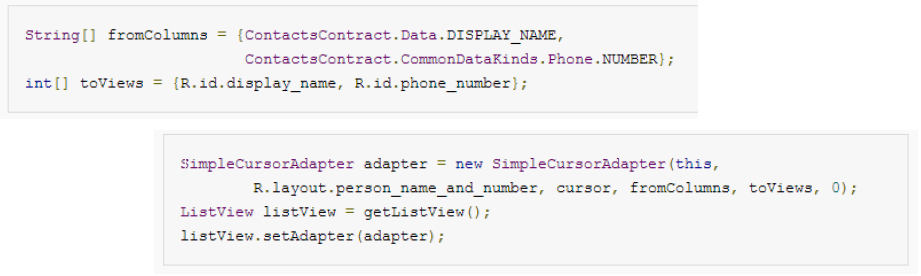 String[] fromColumns = {ContactsContract.Data.DISPLAY_NAME,
                        ContactsContract.CommonDataKinds.Phone.NUMBER};
int[] toViews = {R.id.display_name, R.id.phone_number};
SimpleCursorAdapter adapter = new SimpleCursorAdapter(this,
        R.layout.person_name_and_number, cursor, fromColumns, toViews, 0);
ListView listView = getListView();
listView.setAdapter(adapter);